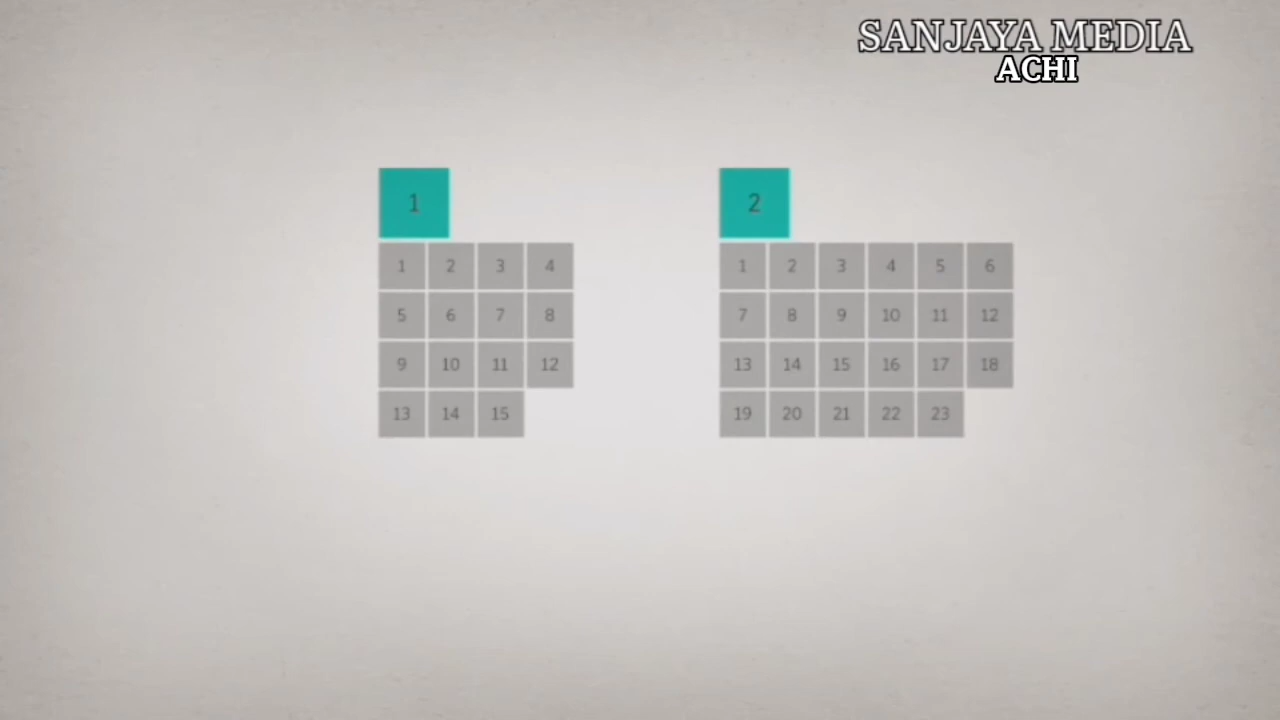 SANJAYA MEDIA
ACHI
1
1 2 3 4
5 6 7 8
9 10 11 12
13 14 15
2
1 2 3 4 5 6
7 8 9 10 11 12
13 14 15 16 17 18
19 20 21 22 23